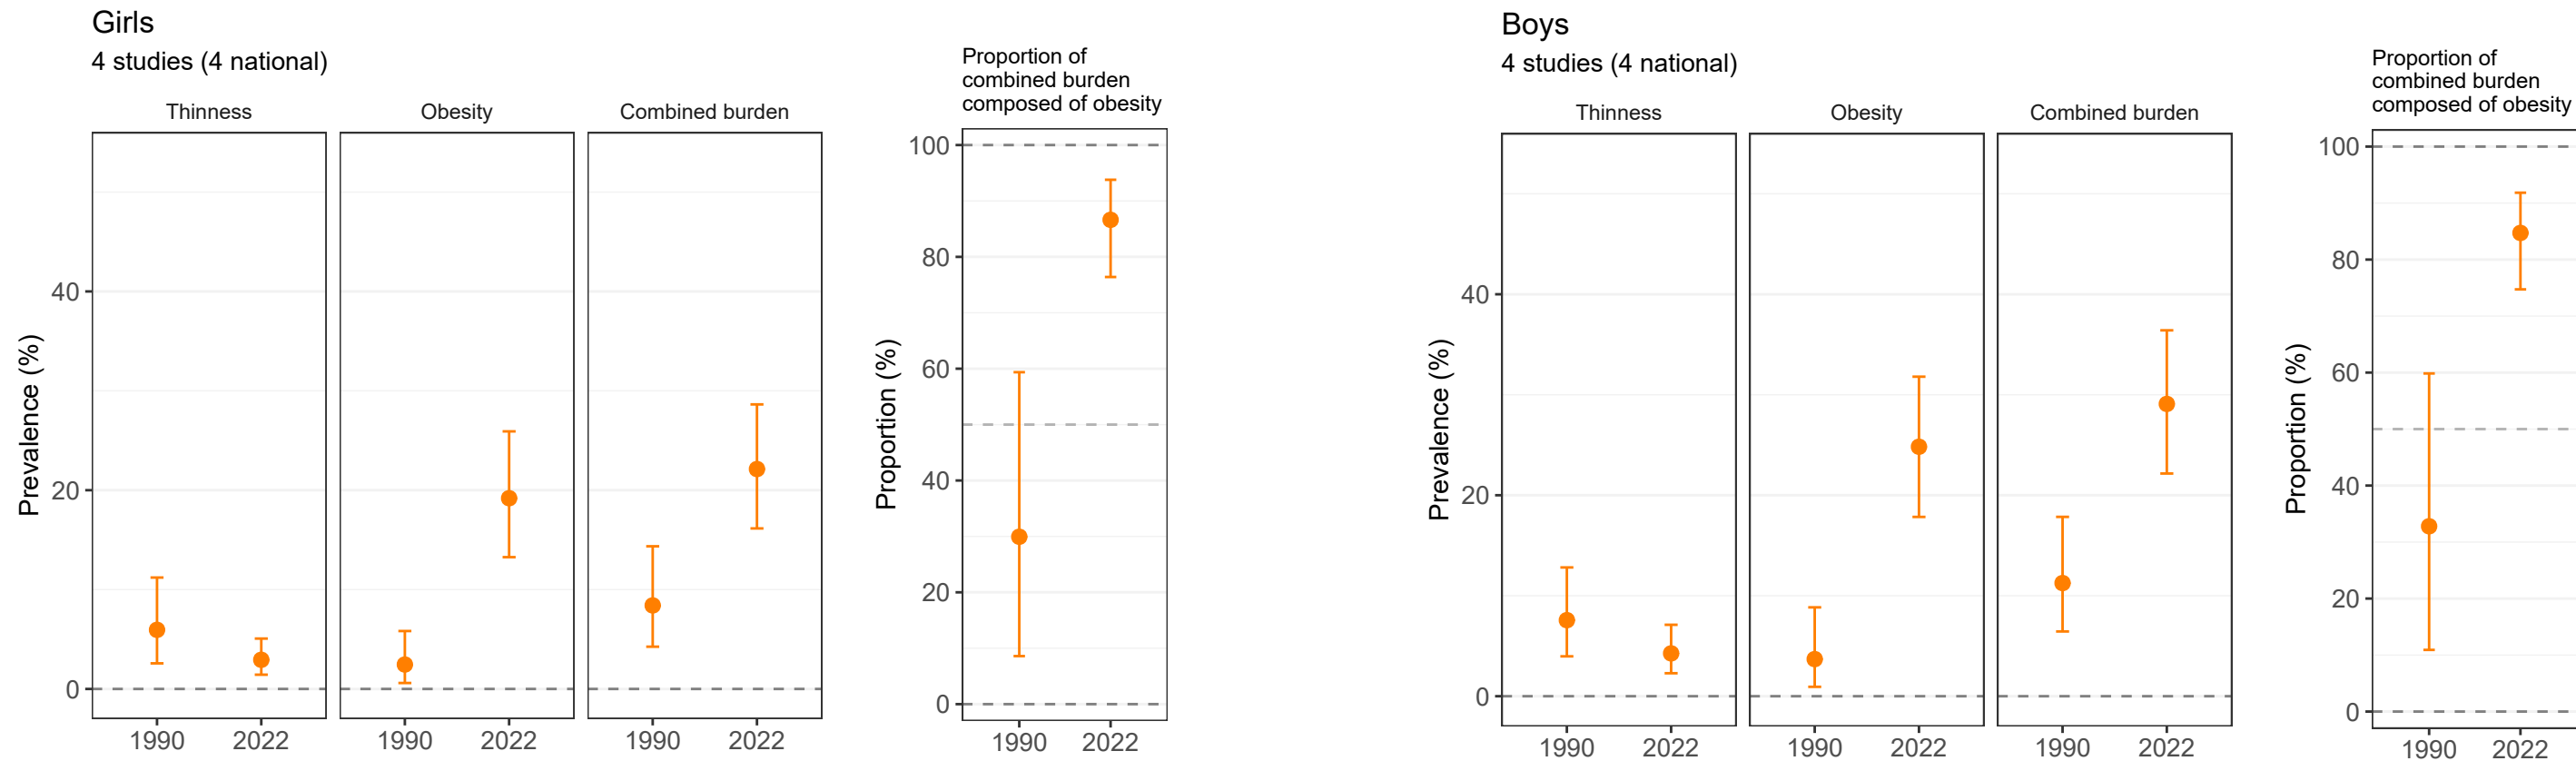 Girls
4 studies (4 national)
Thinness
Obesity
Combined burden
Prevalence (%)
40
20
0
1990
2022
1990
2022
1990
2022
Proportion of
combined burden
composed of obesity
Proportion (%)
100
80
60
40
20
0
1990
2022
Boys
4 studies (4 national)
Thinness
Obesity
Combined burden
Prevalence (%)
40
20
0
1990
2022
1990
2022
1990
2022
Proportion of
combined burden
composed of obesity
Proportion (%)
100
80
60
40
20
0
1990
2022